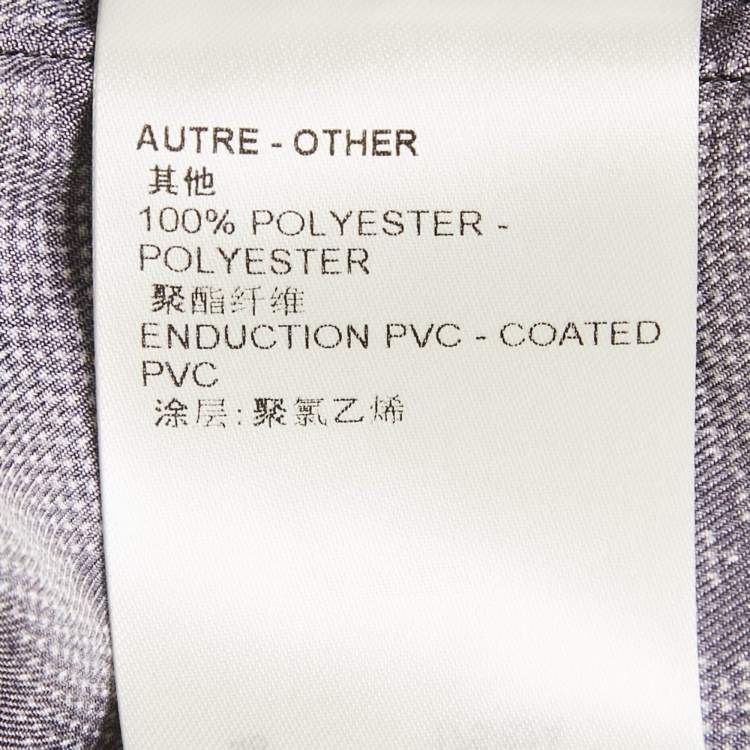 AUTRE - OTHER
其他
100% POLYESTER -
POLYESTER
聚酯纤维
ENDUCTION PVC - COATED
PVC
涂层:聚氯乙烯